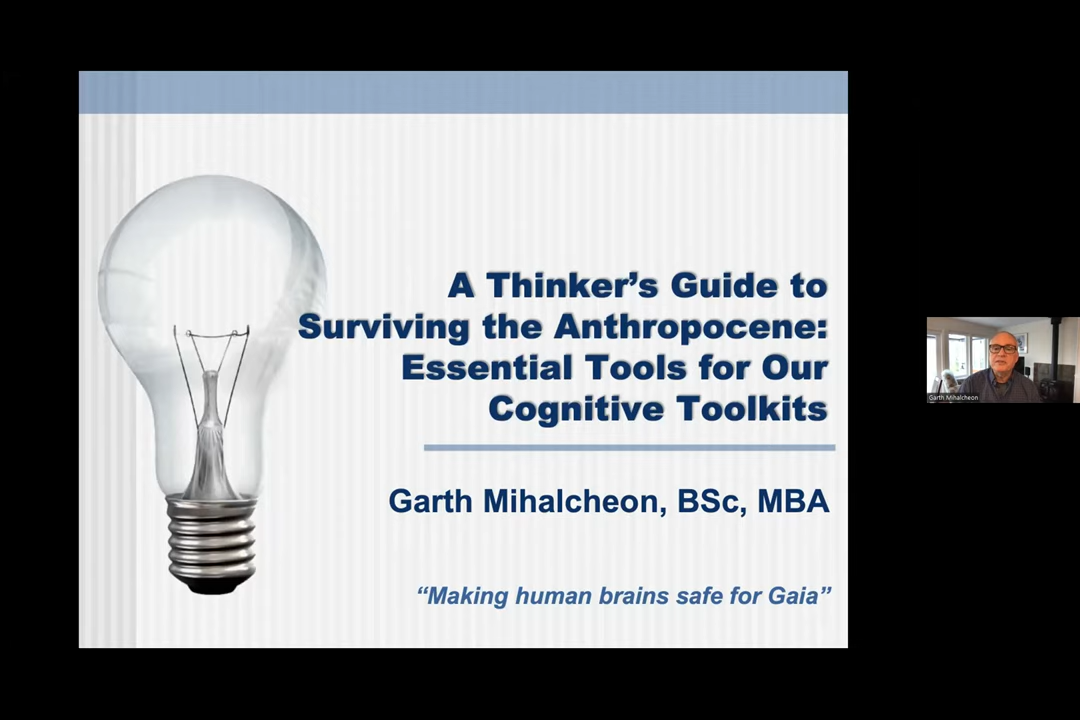 A Thinker’s Guide to
Surviving the Anthropocene:
Essential Tools for Our
Cognitive Toolkits
Garth Mihalcheon, BSc, MBA
“Making human brains safe for Gaia”
Garth Mihalcheon